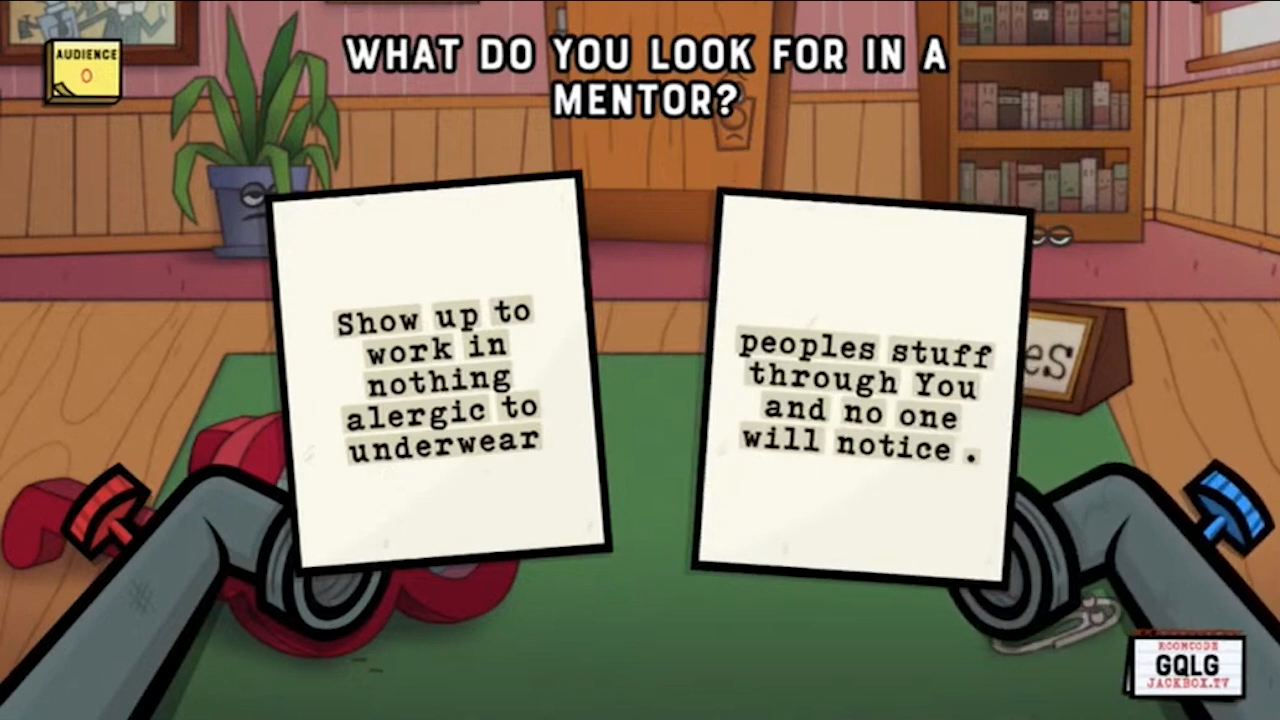 AUDIENCE
0
WHAT DO YOU LOOK FOR IN A
MENTOR?
Show up to
work in
nothing
alergic to
underwear
peoples stuff
through You
and no one
will notice .
es
ROOMCODE
GQLG
JACKBOX.TV